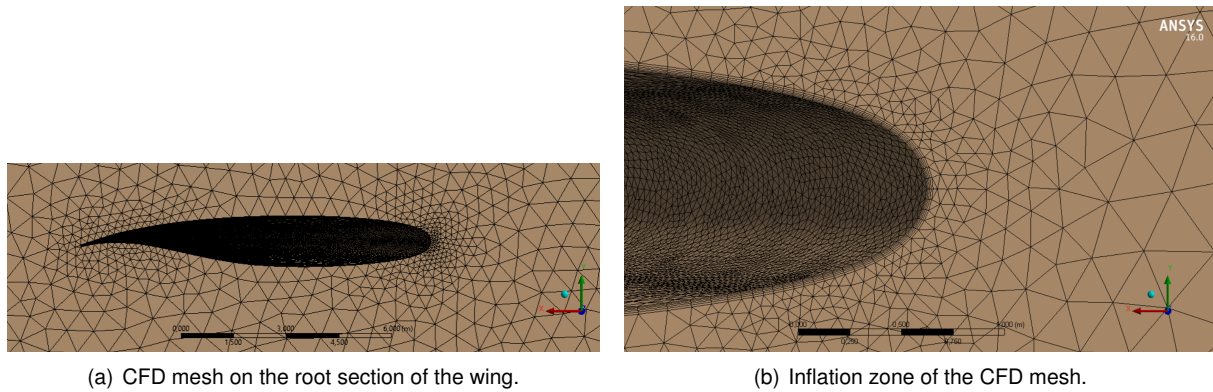 ANSYS
16.0
X
Y
0,000 3,000 6,000 (m)
1,500 4,500
X
Y
0,000 0,500 1,000 (m)
0,250 0,750
(a) CFD mesh on the root section of the wing.
(b) Inflation zone of the CFD mesh.